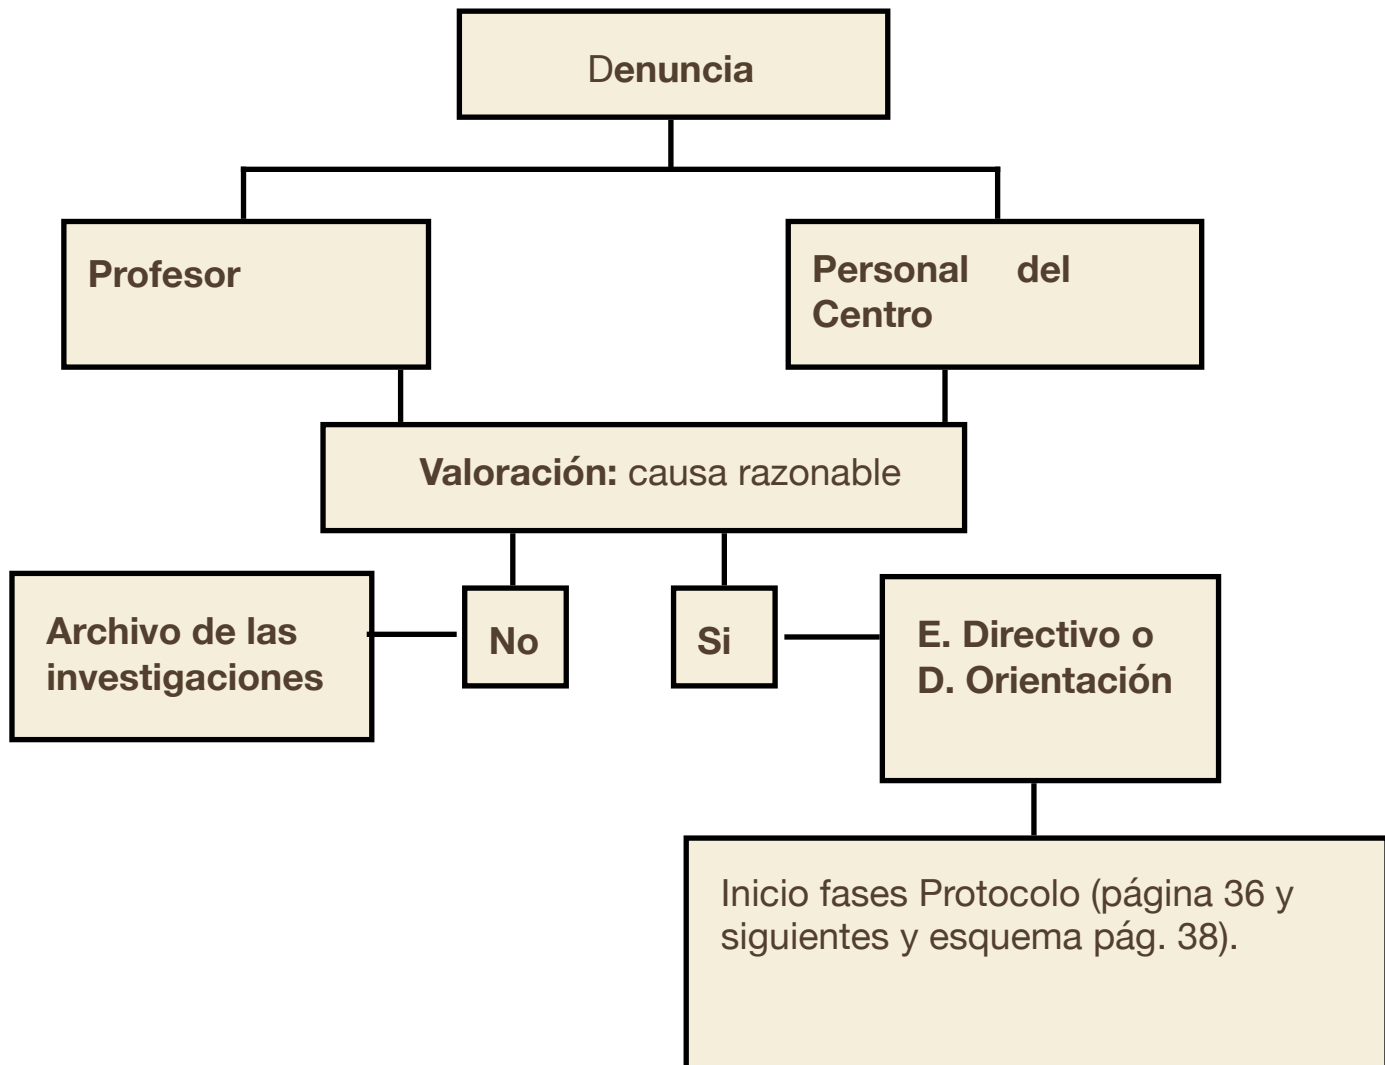 Denuncia
Profesor
Personal del
Centro
Valoración: causa razonable
Archivo de las
investigaciones
No
Si
E. Directivo o
D. Orientación
Inicio fases Protocolo (página 36 y
siguientes y esquema pág. 38).